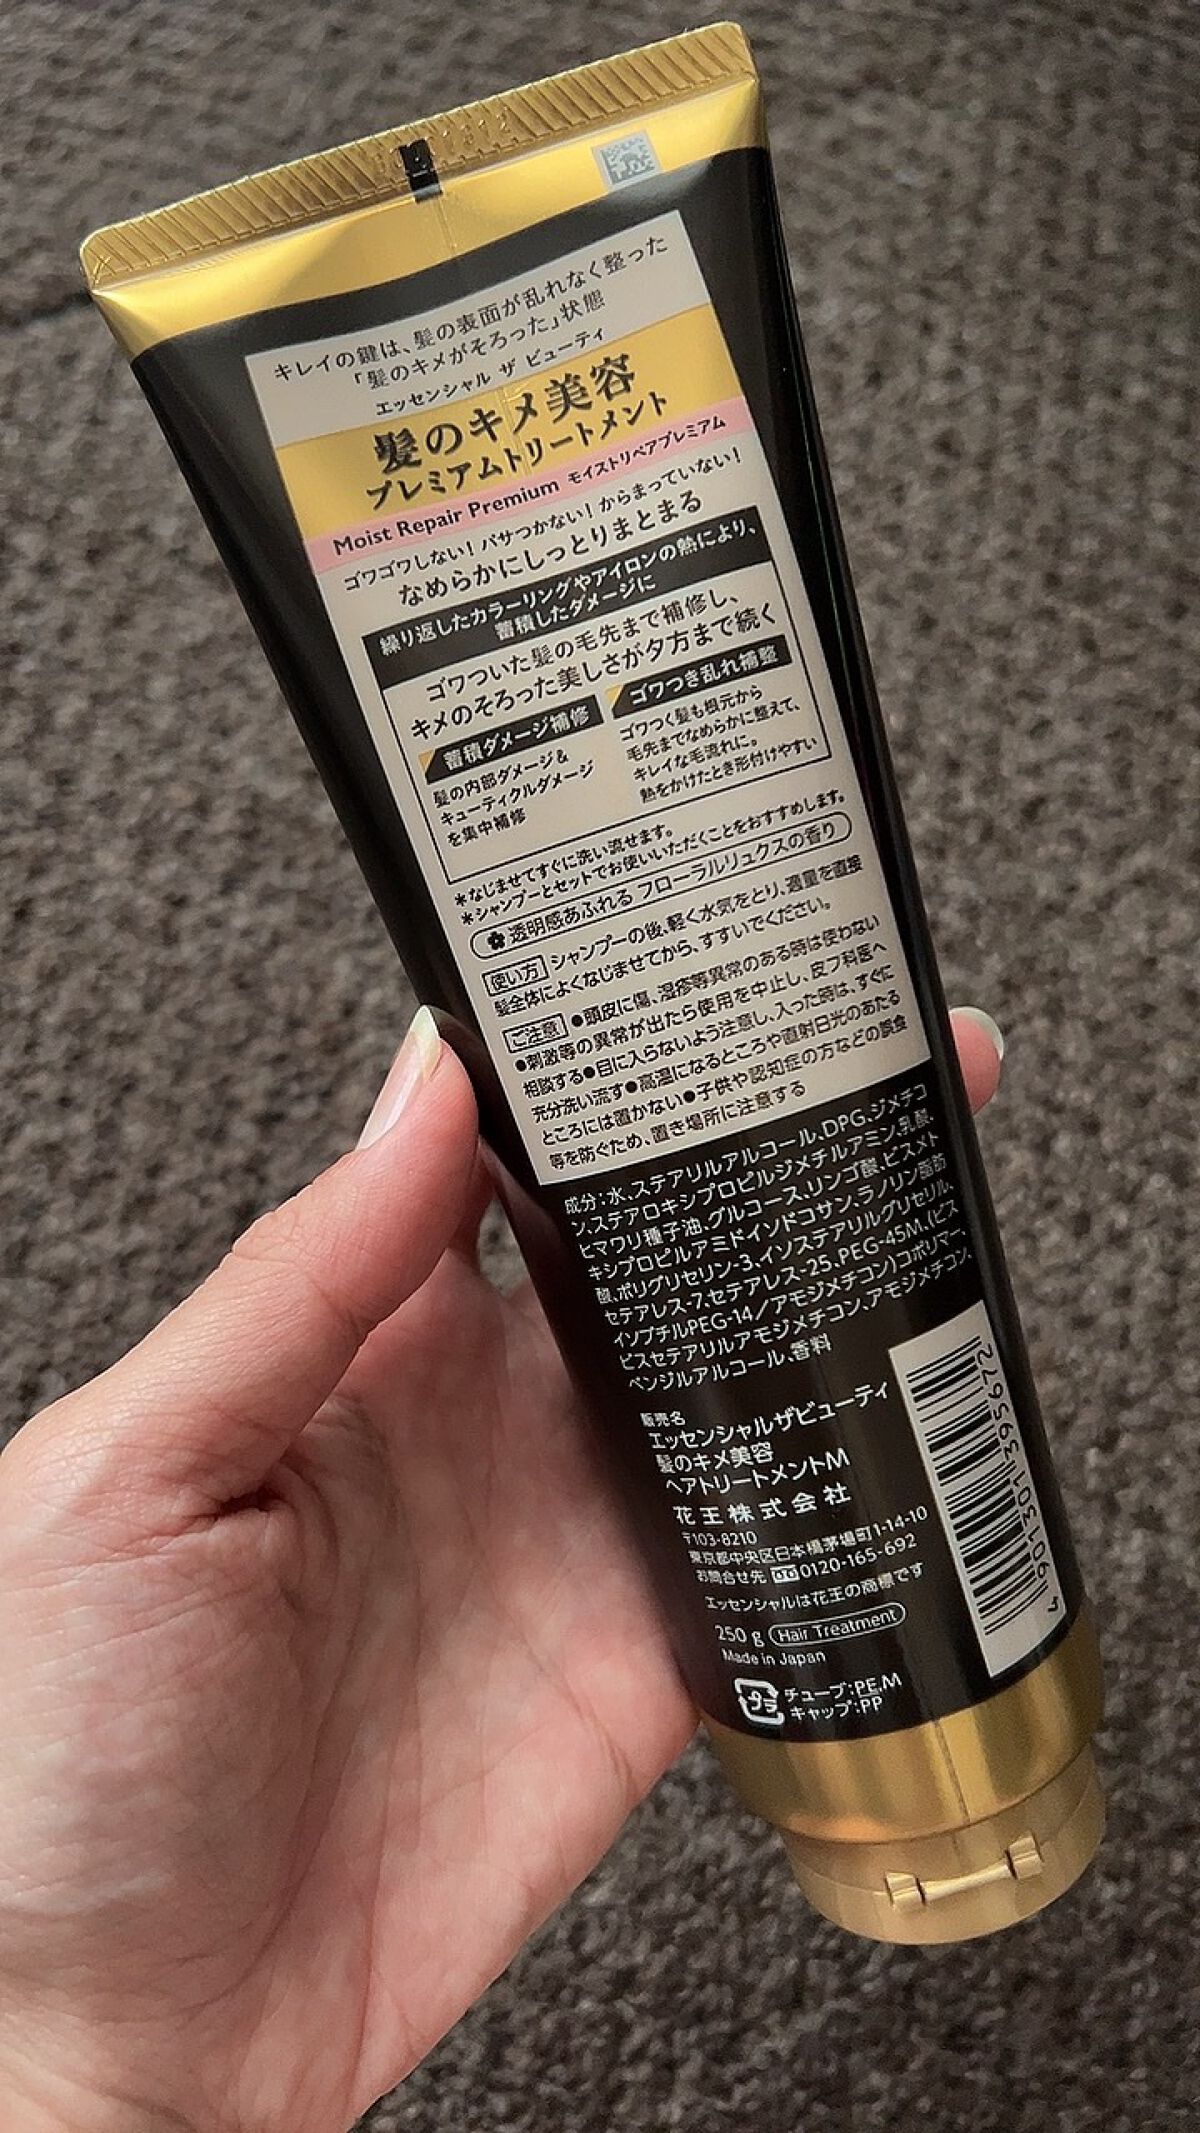 キレイの鍵は、髪の表面が乱れなく整った
「髪のキメがそろった」状態
エッセンシャル ザ ビューティ
髪のキメ美容
プレミアムトリートメント
Moist Repair Premium モイストリペアプレミアム
ゴワゴワしない!パサつかない!からまっていない!
なめらかにしっとりまとまる
繰り返したカラーリングやアイロンの熱により、
蓄積したダメージに
ゴワついた髪の毛先まで補修し、
キメのそろった美しさが夕方まで続く
蓄積ダメージ補修
髪の内部ダメージ&
キューティクルダメージ
を集中補修
ゴワつき乱れ補整
ゴワつく髪も根元から
毛先までなめらかに整えて、
キレイな毛流れに。
熱をかけたとき形付けやすい
*なじませてすぐに洗い流せます。
*シャンプーとセットでお使いいただくことをおすすめします。
透明感あふれる フローラルリュクスの香り
使い方 シャンプーの後、軽く水気をとり、適量を直接
髪全体によくなじませてから、すすいでください。
ご注意 ●頭皮に傷、湿疹等異常のある時は使わない
●刺激等の異常が出たら使用を中止し、皮フ科医へ
相談する●目に入らないよう注意し、入った時は、すぐに
充分洗い流す●高温になるところや直射日光のあたる
ところには置かない●子供や認知症の方などの誤食
等を防ぐため、置き場所に注意する
成分:水、ステアリルアルコール、DPG、ジメチコ
ン、ステアロキシプロピルジメチルアミン、乳酸、
ヒマワリ種子油、グルコース、リンゴ酸、ビスメト
キシプロピルアミドイソドコサン、ラノリン脂肪
酸、ポリグリセリン-3、イソステアリルグリセリル、
セテアレス-7、セテアレス-25、PEG-45M、(ビス
イソブチルPEG-14/アモジメチコン)コポリマー、
ビスセテアリルアモジメチコン、アモジメチコン、
ベンジルアルコール、香料
販売名
エッセンシャルザビューティ
髪のキメ美容
ヘアトリートメントM
花王株式会社
〒103-8210
東京都中央区日本橋茅場町1-14-10
お問合せ先 0120-165-692
エッセンシャルは花王の商標です
250 g Hair Treatment
Made in Japan
プラ チューブ:PE,M
キャップ:PP
4 901301 395672